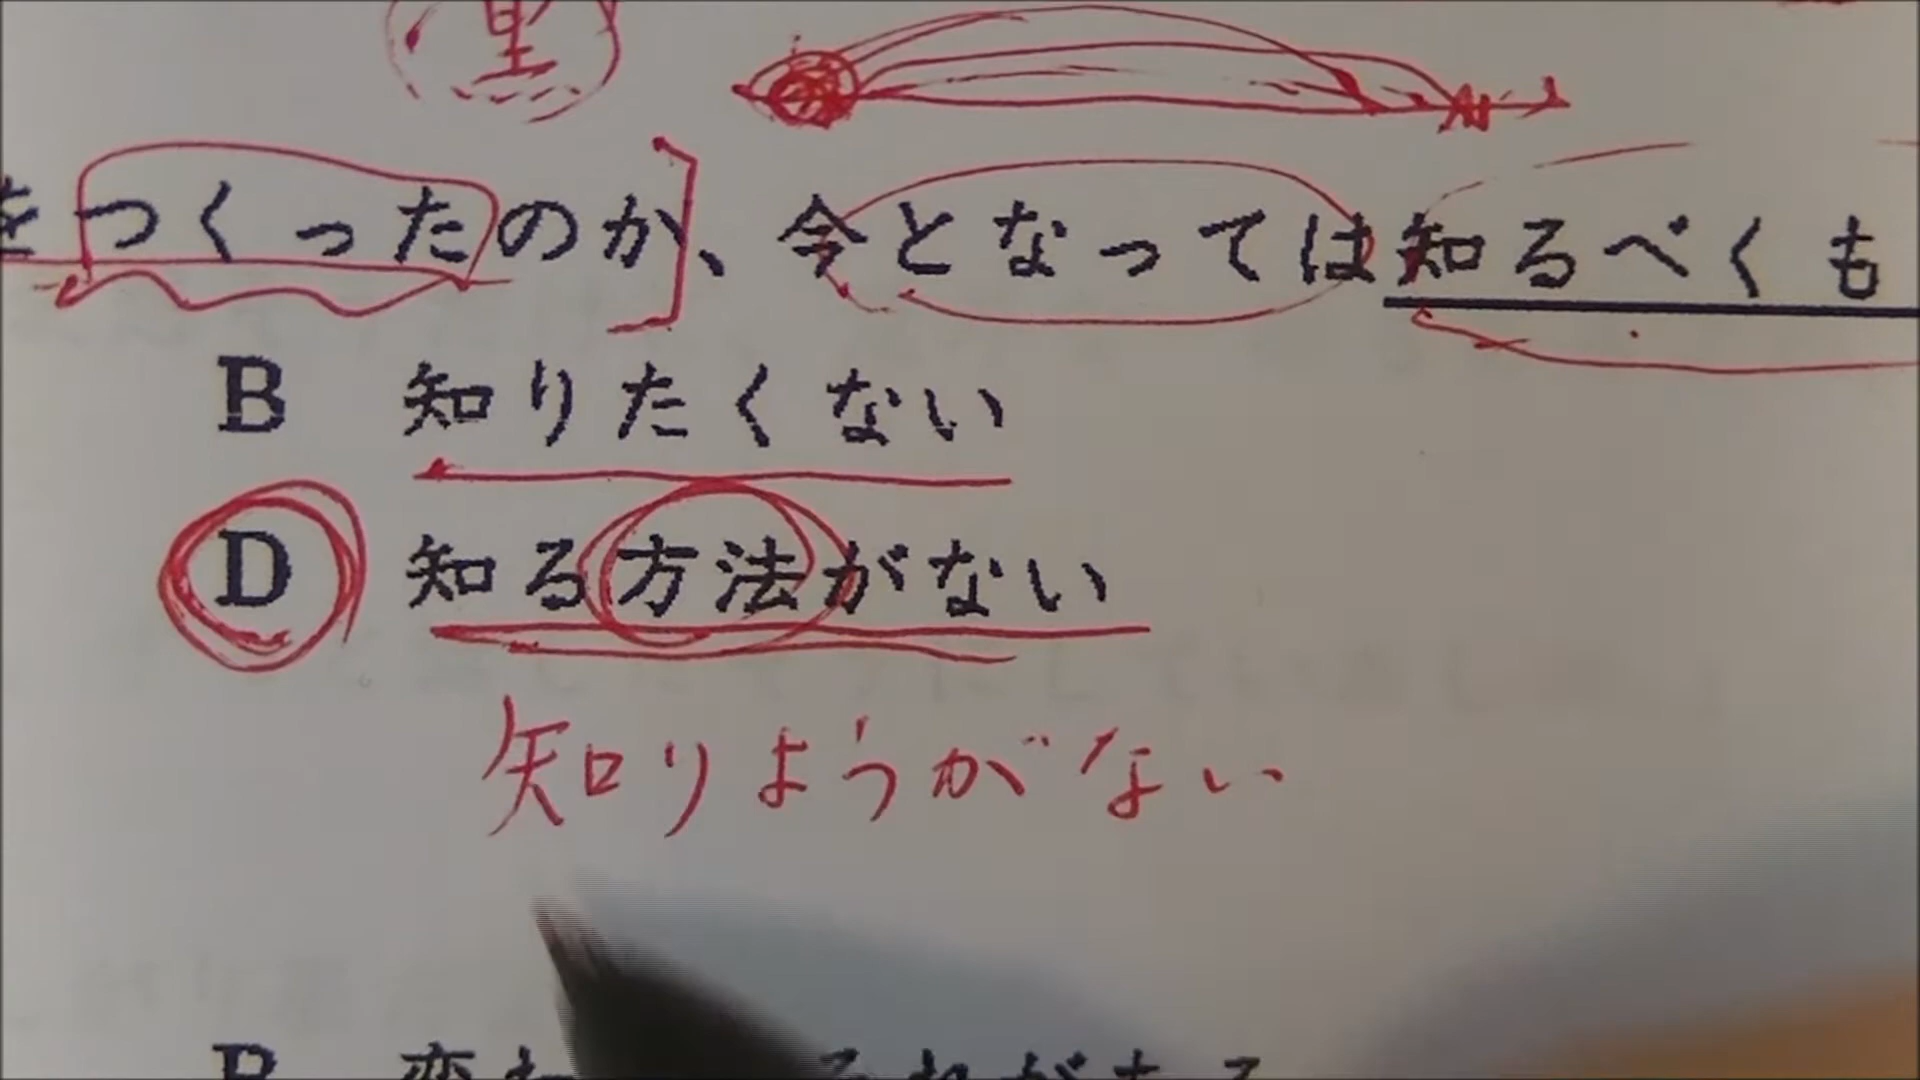 をつくったのか、今となっては知るべくも
B 知りたくない
D 知る方法がない
知りようがない
B